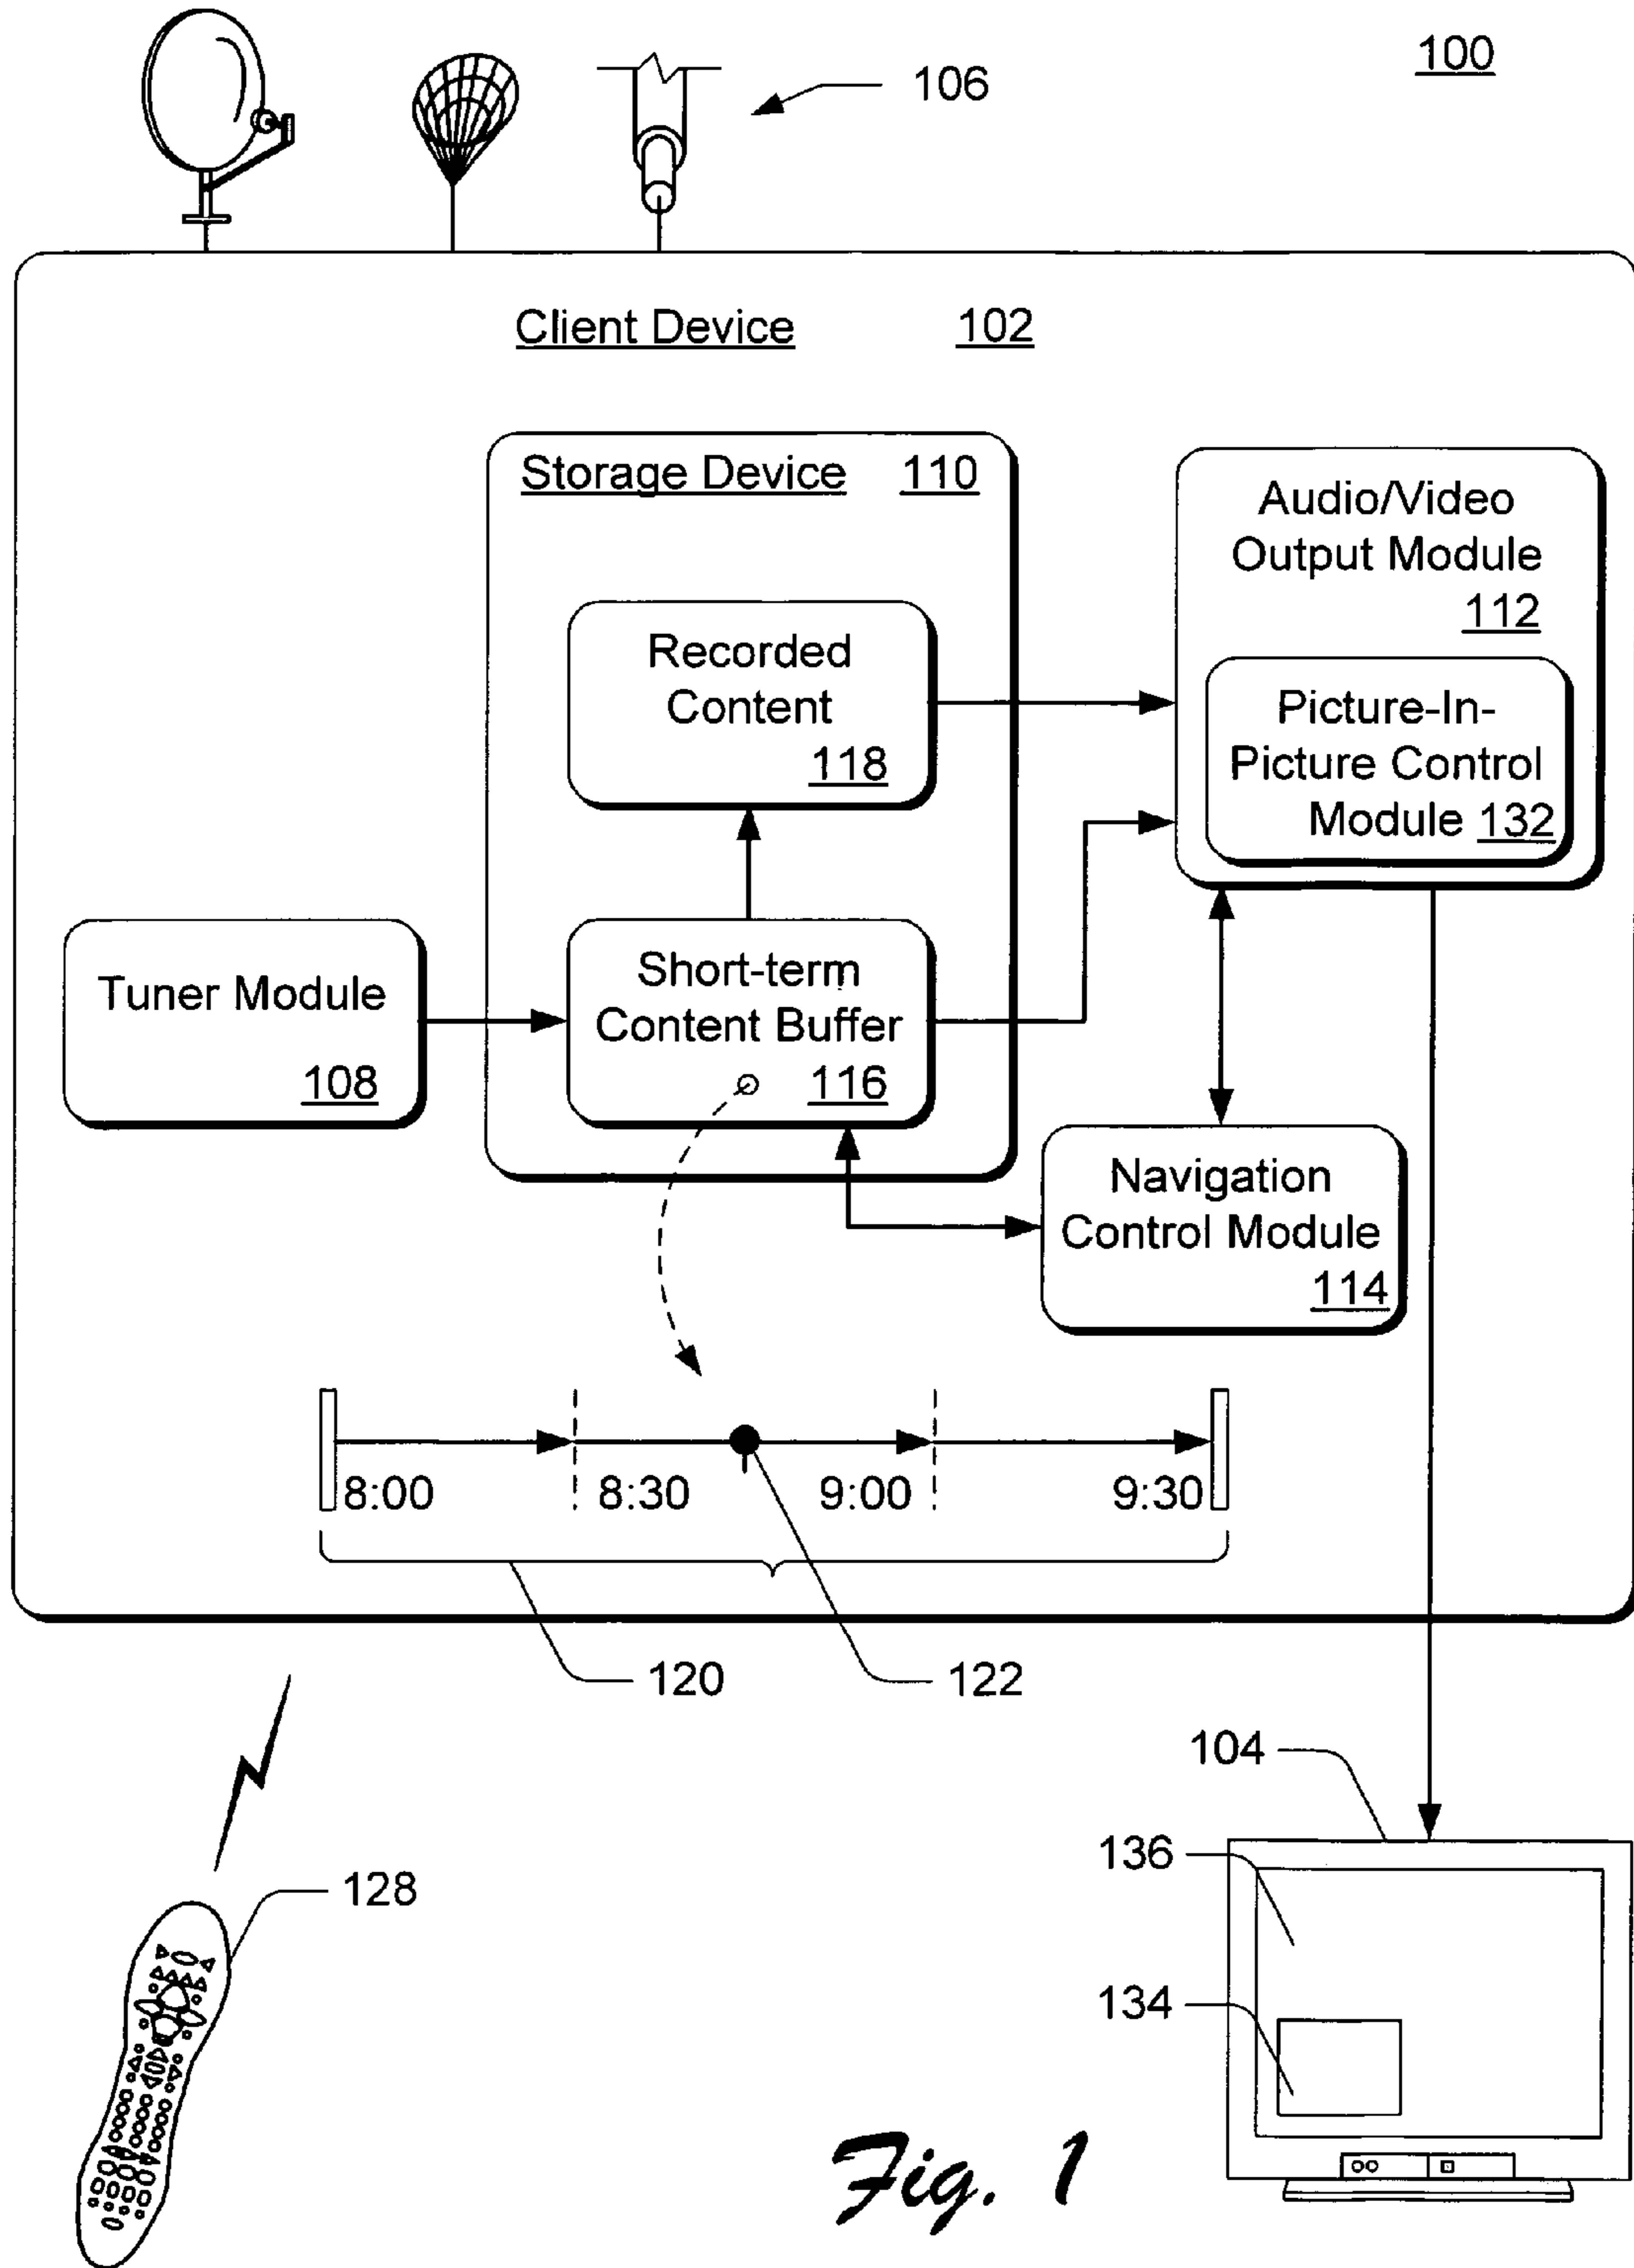 100
106
Client Device 102
Storage Device 110
Audio/Video
Output Module
112
Recorded
Content
118
Picture-In-
Picture Control
Module 132
Tuner Module
108
Short-term
Content Buffer
116
Navigation
Control Module
114
8:00 8:30 9:00 9:30
120
122
104
136
128
134
Fig. 1